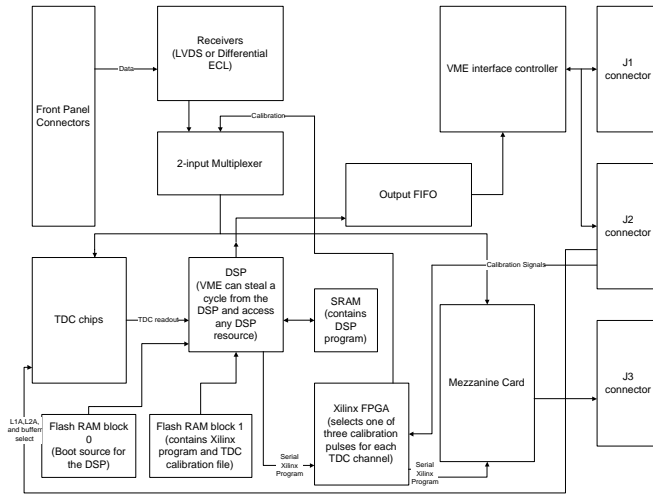 Receivers
(LVDS or Differential
ECL)
VME interface controller
J1
connector
Data
Front Panel
Connectors
Calibration
2-input Multiplexer
Output FIFO
J2
connector
Calibration Signals
TDC chips
TDC readout
DSP
(VME can steal a
cycle from the
DSP and access
any DSP
resource)
SRAM
(contains
DSP
program)
Mezzanine Card
J3
connector
L1A,L2A,
and buffer
select
Flash RAM block
0
(Boot source for
the DSP)
Flash RAM block 1
(contains Xilinx
program and TDC
calibration file)
Serial
Xilinx
Program
Xilinx FPGA
(selects one of
three calibration
pulses for each
TDC channel)
Serial
Xilinx
Program